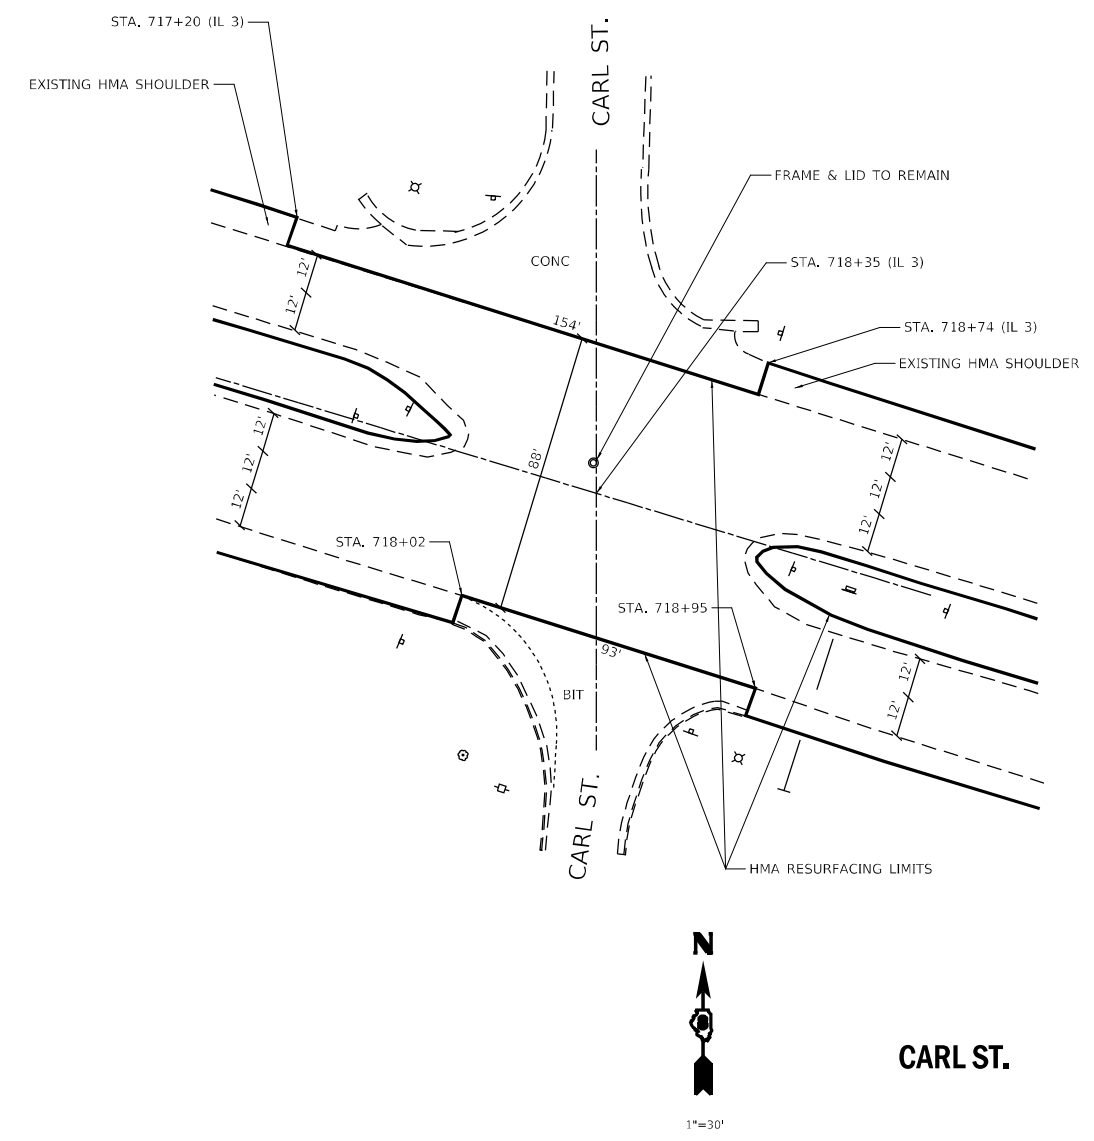 STA. 717+20 (IL 3)
CARL ST.
EXISTING HMA SHOULDER
FRAME & LID TO REMAIN
CONC
STA. 718+35 (IL 3)
12'
12'
154'
STA. 718+74 (IL 3)
EXISTING HMA SHOULDER
12'
12'
12'
88'
12'
12'
12'
STA. 718+02
STA. 718+95
93'
12'
12'
BIT
CARL ST.
HMA RESURFACING LIMITS
N
CARL ST.
1"=30'